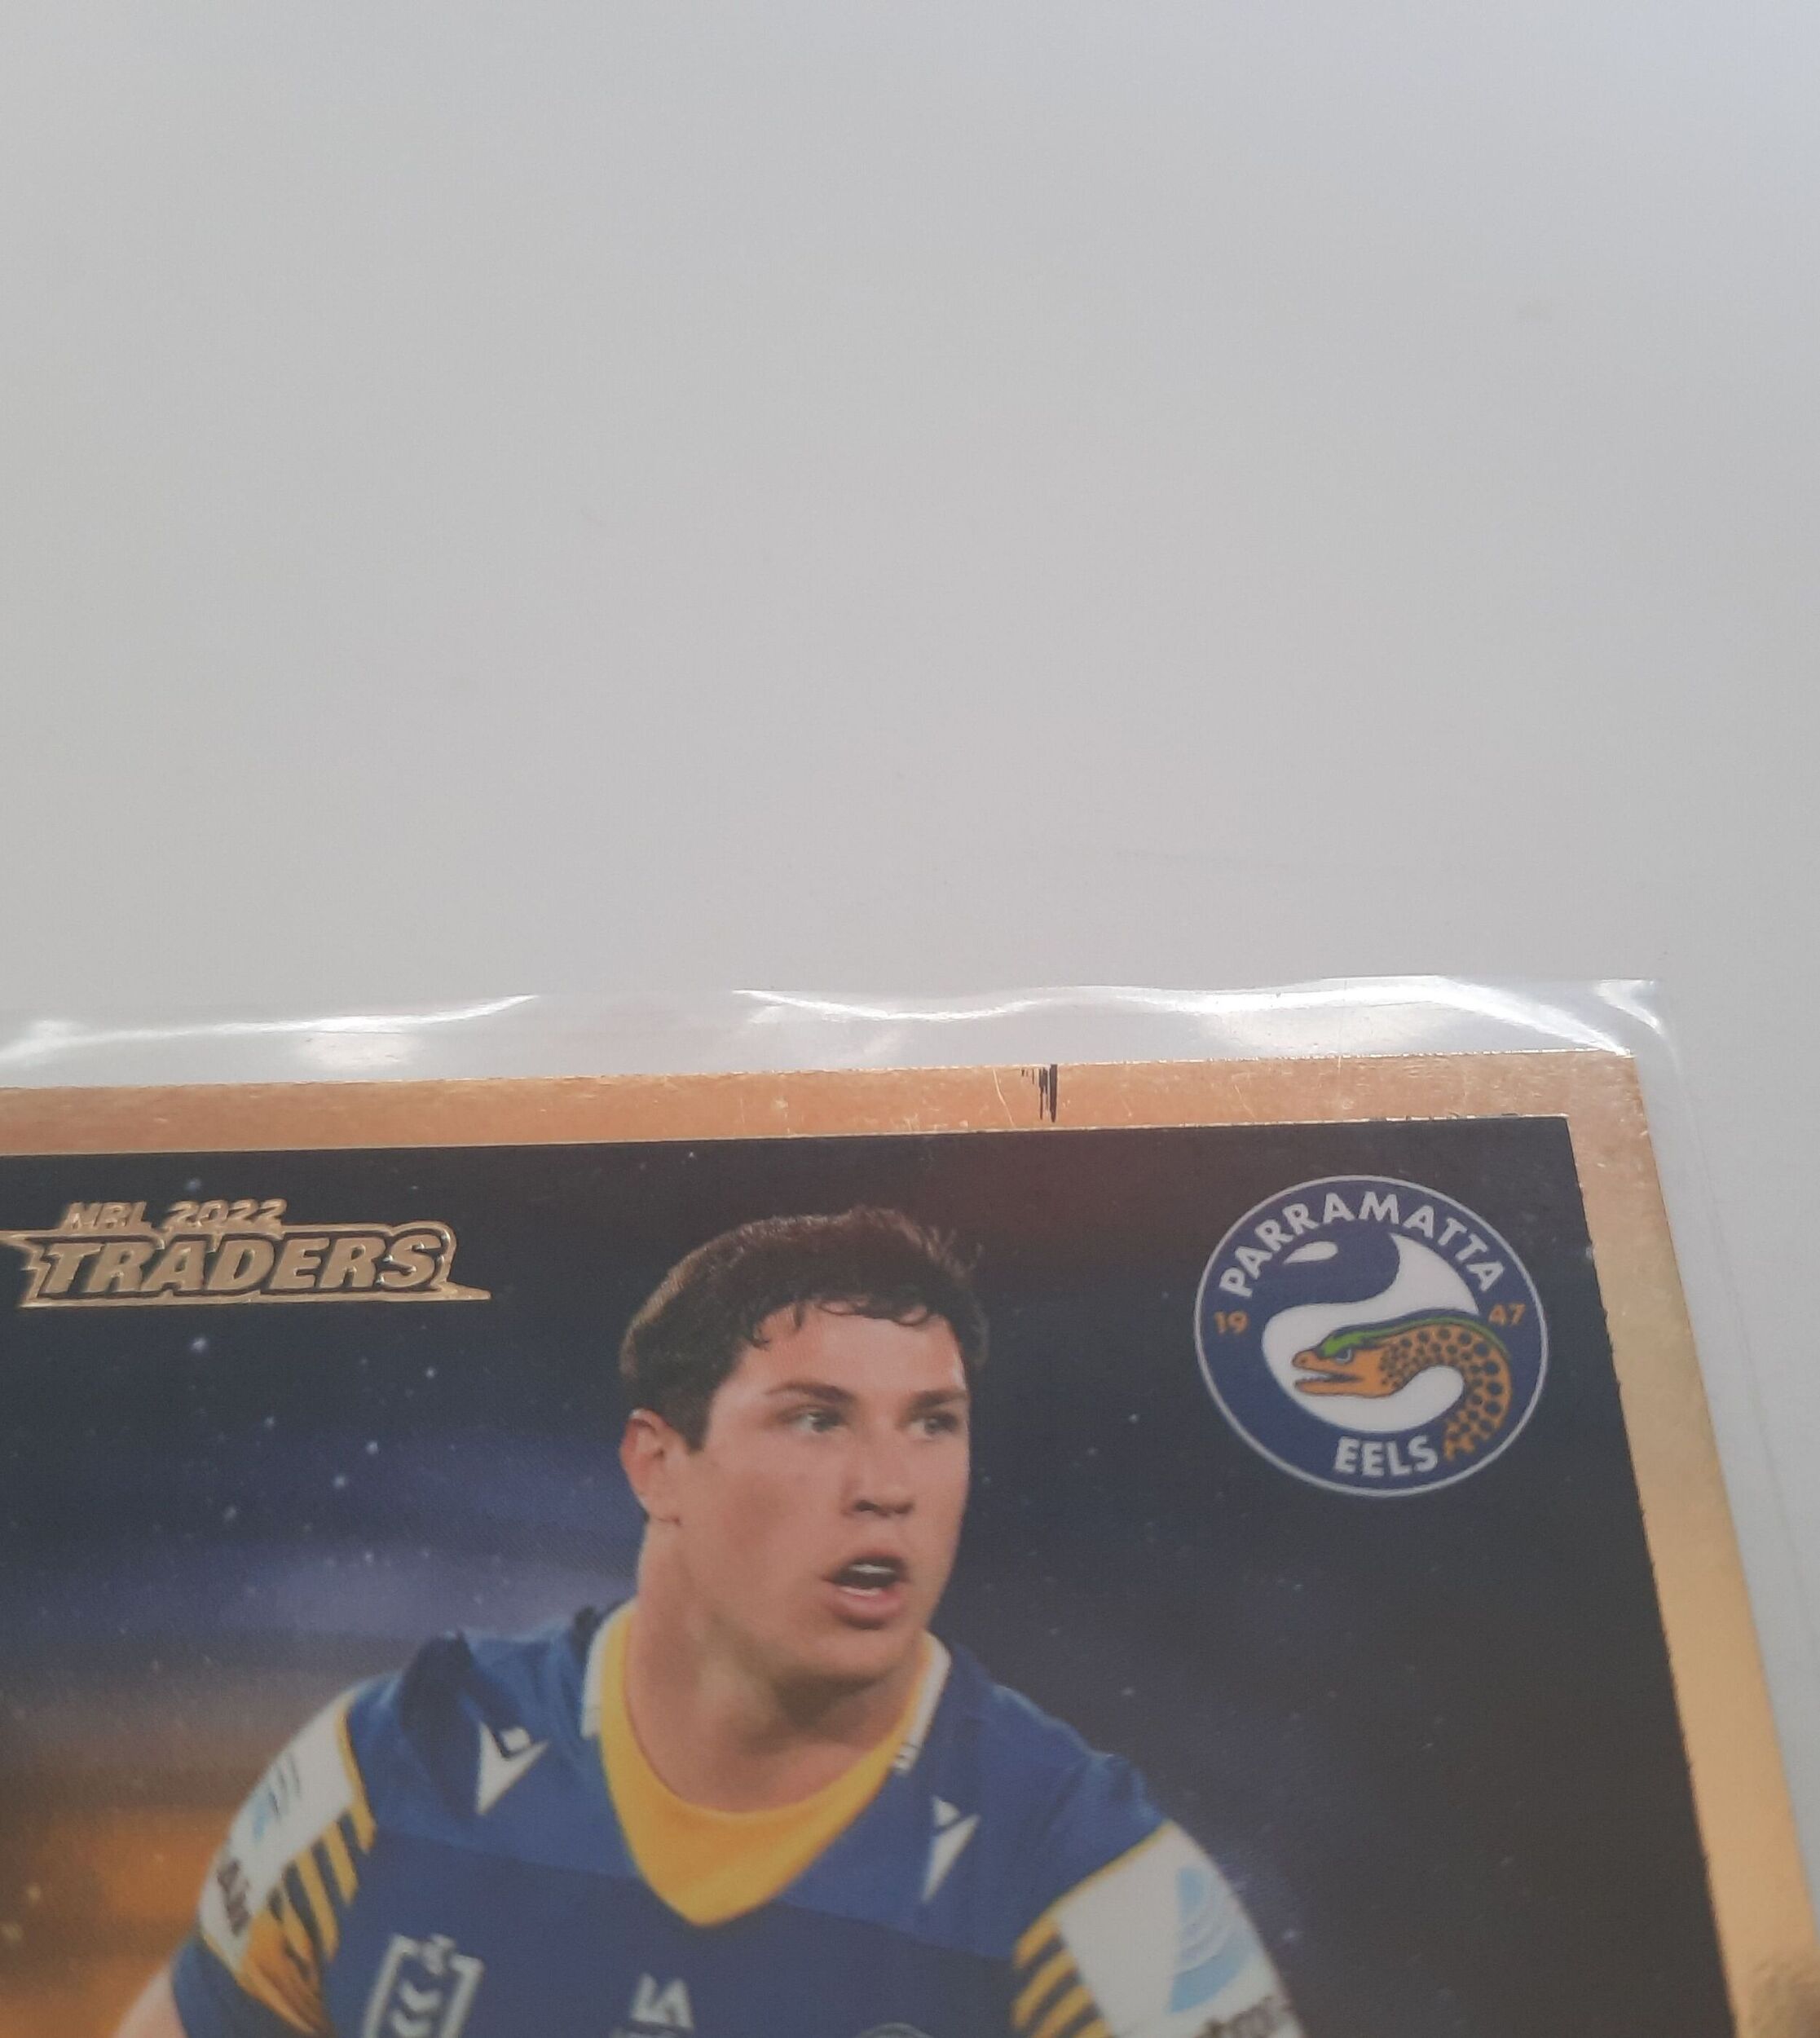 NRL 2022
TRADERS
PARRAMATTA
19 47
EELS